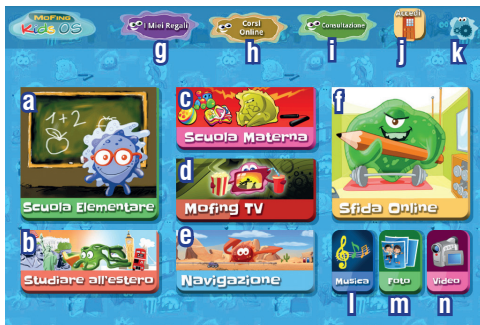 MoFing
Kids OS
I Miei Regali
Corsi
Online
Consultazione
Accedi
g
h
i
j
k
a
1+2
Scuola Elementare
c
Scuola Materna
d
Mofing TV
f
Sfida Online
b
Studiare all'estero
e
Navigazione
Musica
Foto
Video
l
m
n